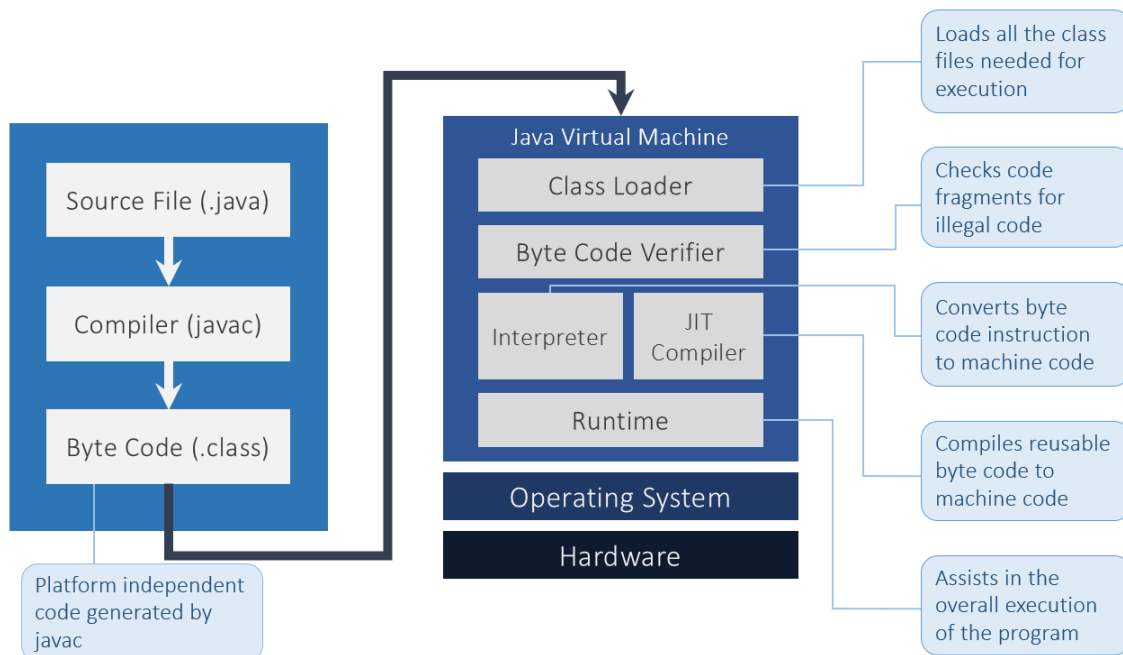 Source File (.java)
Compiler (javac)
Byte Code (.class)
Platform independent
code generated by
javac
Java Virtual Machine
Class Loader
Byte Code Verifier
Interpreter
JIT
Compiler
Runtime
Operating System
Hardware
Loads all the class
files needed for
execution
Checks code
fragments for
illegal code
Converts byte
code instruction
to machine code
Compiles reusable
byte code to
machine code
Assists in the
overall execution
of the program